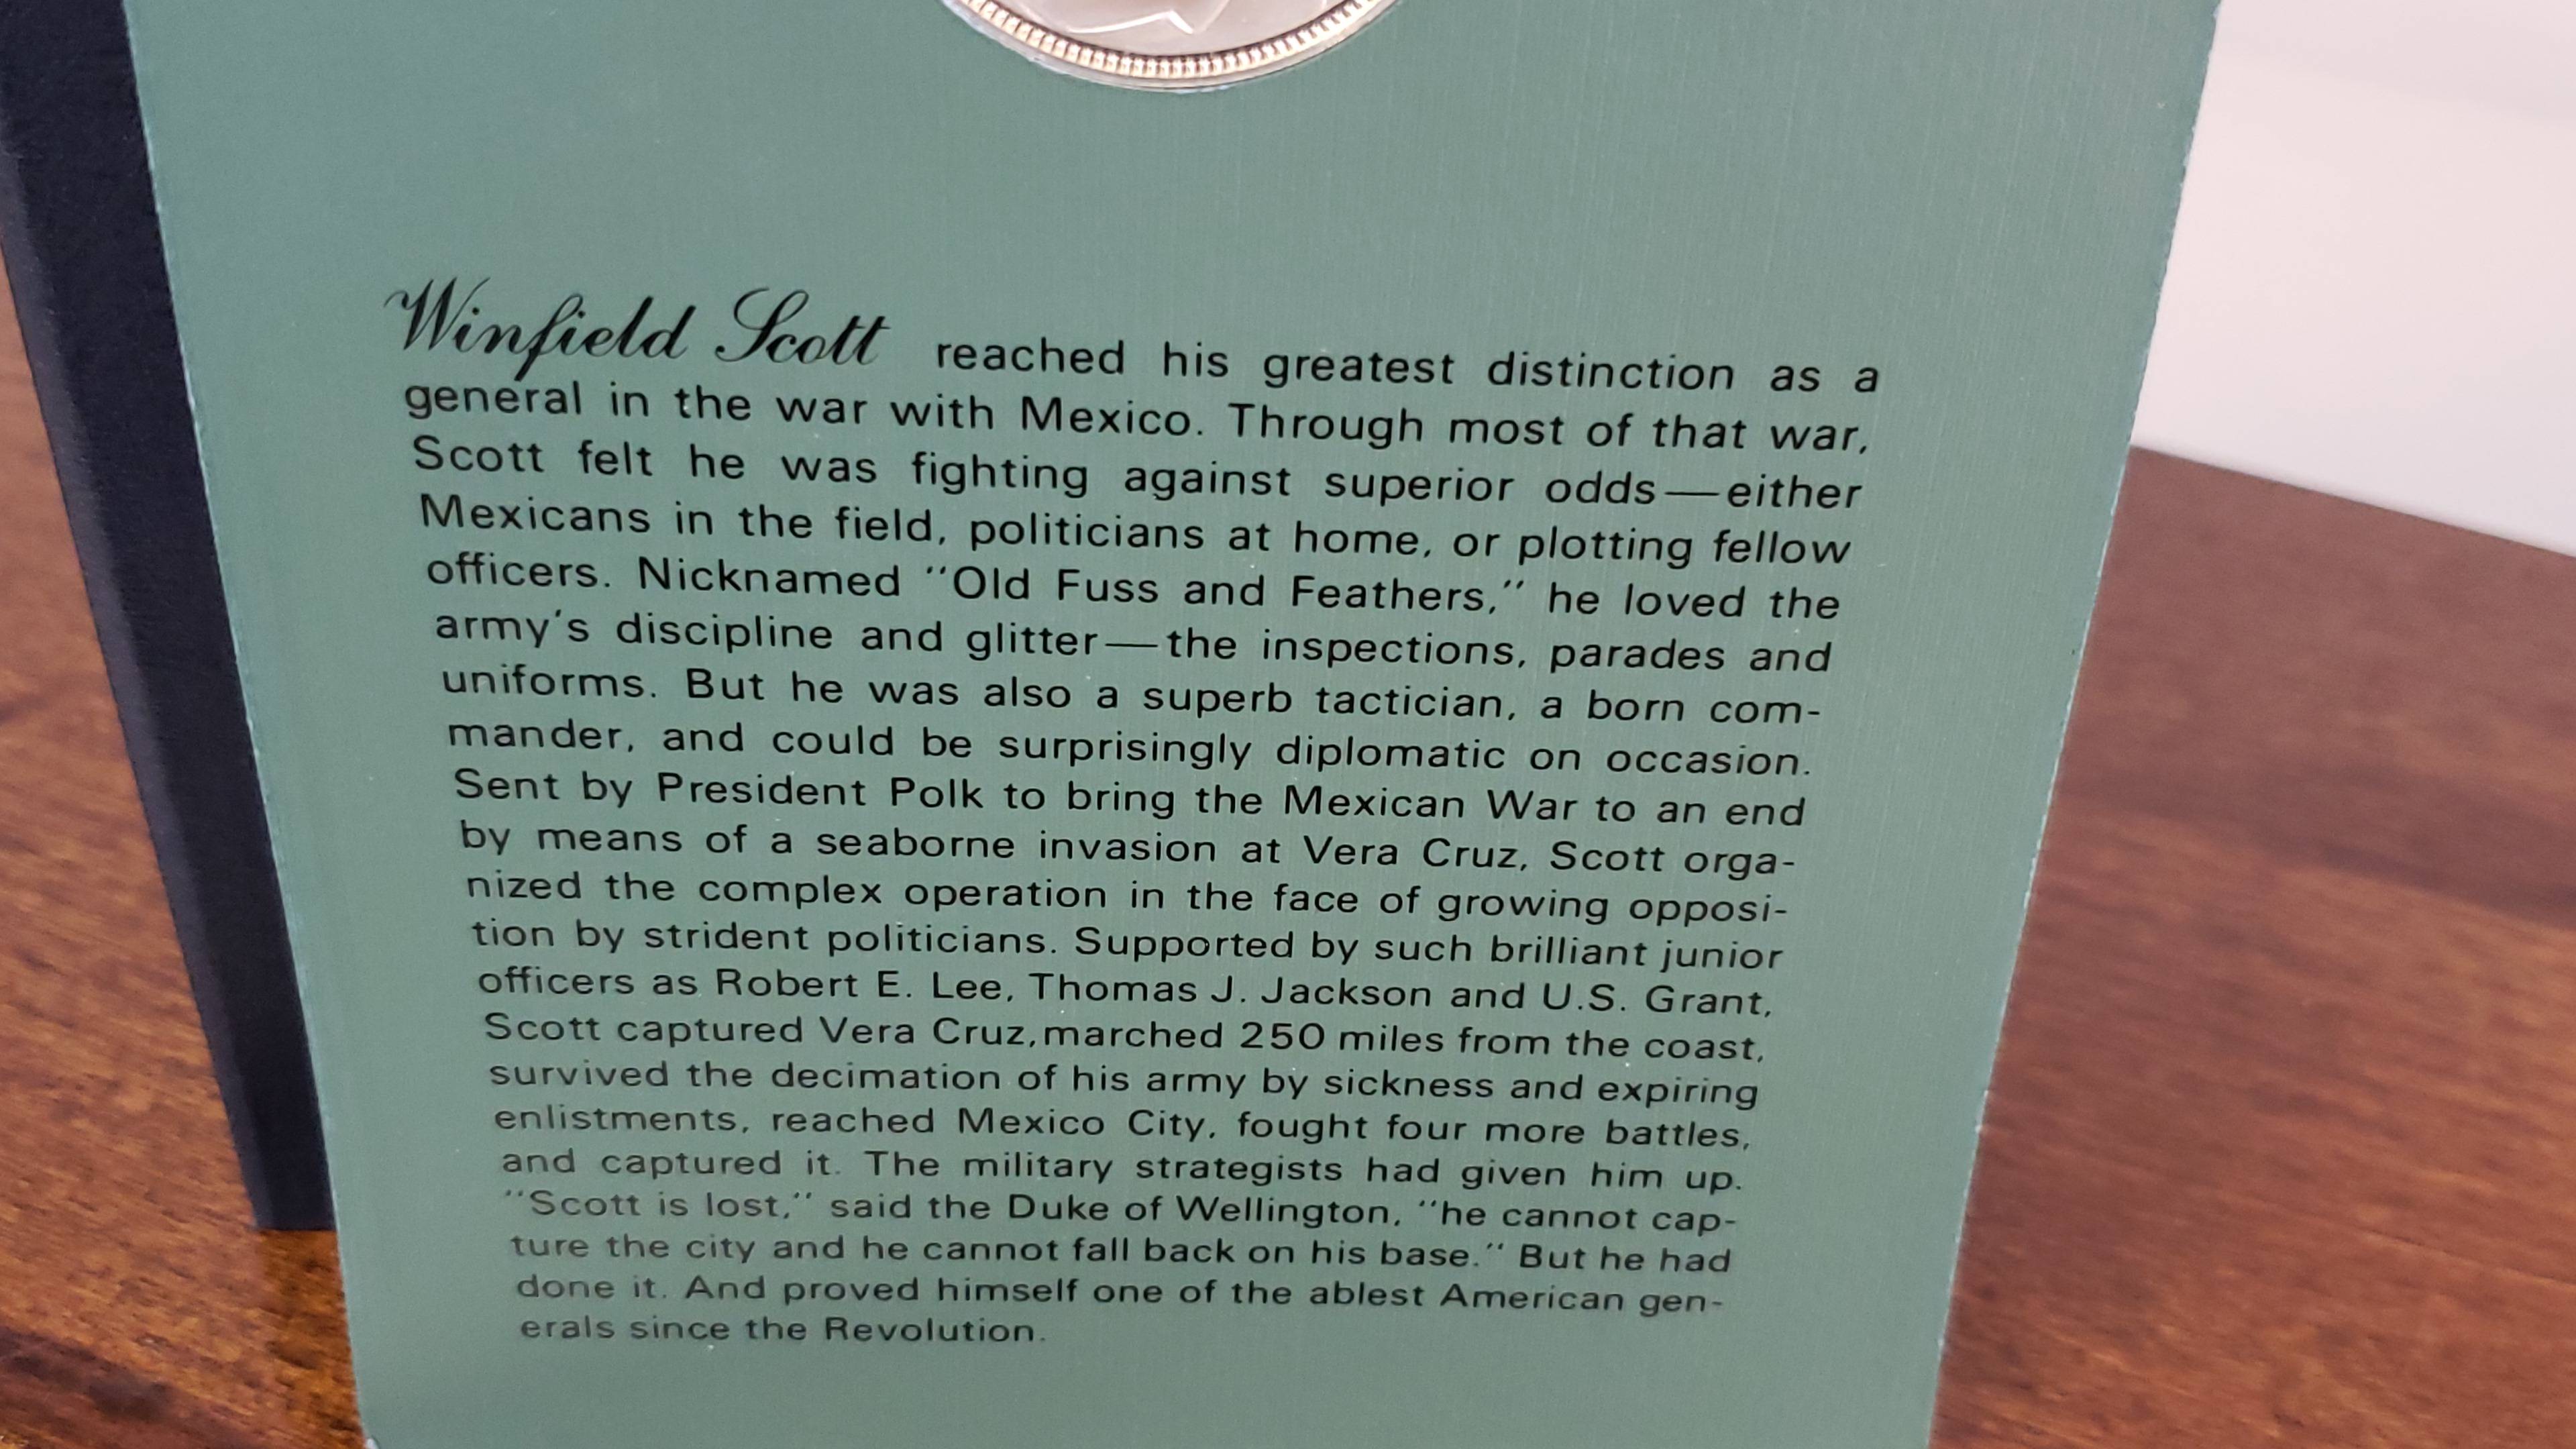 Winfield Scott reached his greatest distinction as a
general in the war with Mexico. Through most of that war,
Scott felt he was fighting against superior odds—either
Mexicans in the field, politicians at home, or plotting fellow
officers. Nicknamed "Old Fuss and Feathers," he loved the
army's discipline and glitter—the inspections, parades and
uniforms. But he was also a superb tactician, a born com-
mander, and could be surprisingly diplomatic on occasion.
Sent by President Polk to bring the Mexican War to an end
by means of a seaborne invasion at Vera Cruz, Scott orga-
nized the complex operation in the face of growing opposi-
tion by strident politicians. Supported by such brilliant junior
officers as Robert E. Lee, Thomas J. Jackson and U.S. Grant,
Scott captured Vera Cruz, marched 250 miles from the coast,
survived the decimation of his army by sickness and expiring
enlistments, reached Mexico City, fought four more battles,
and captured it. The military strategists had given him up.
"Scott is lost," said the Duke of Wellington, "he cannot cap-
ture the city and he cannot fall back on his base." But he had
done it. And proved himself one of the ablest American gen-
erals since the Revolution.